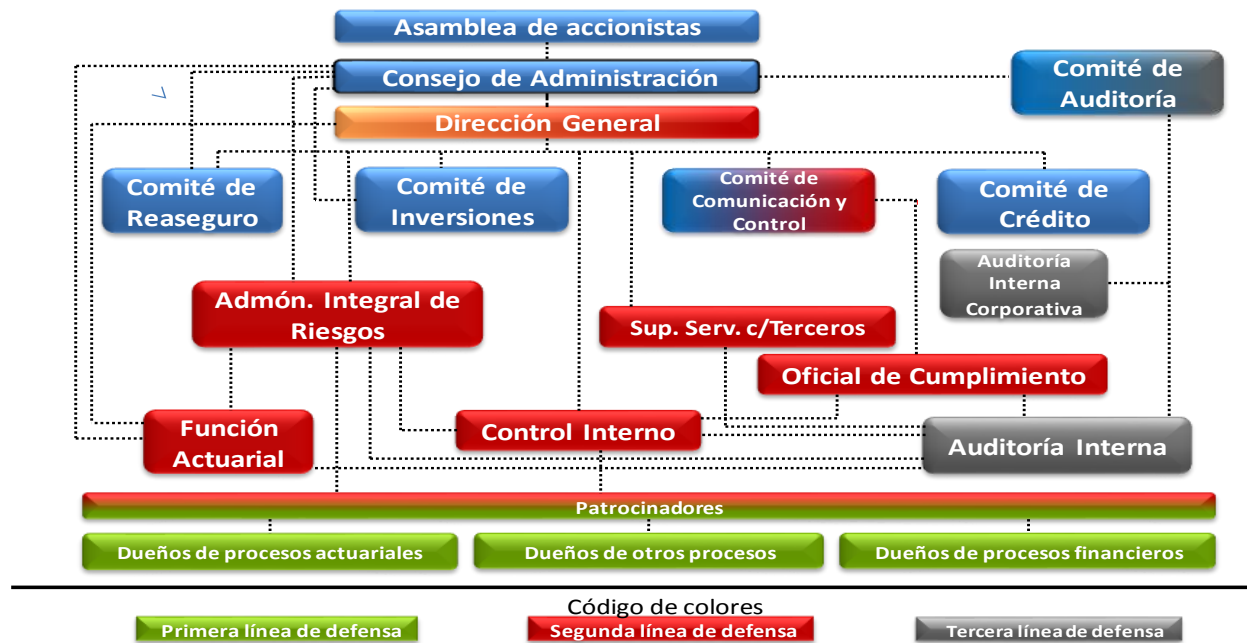 Asamblea de accionistas
Consejo de Administración
Comité de
Auditoría
Dirección General
Comité de
Reaseguro
Comité de
Inversiones
Comité de
Comunicación y
Control
Comité de
Crédito
Auditoría
Interna
Corporativa
Admón. Integral de
Riesgos
Sup. Serv. c/Terceros
Oficial de Cumplimiento
Función
Actuarial
Control Interno
Auditoría Interna
Patrocinadores
Dueños de procesos actuariales
Dueños de otros procesos
Dueños de procesos financieros
Código de colores
Primera línea de defensa
Segunda línea de defensa
Tercera línea de defensa